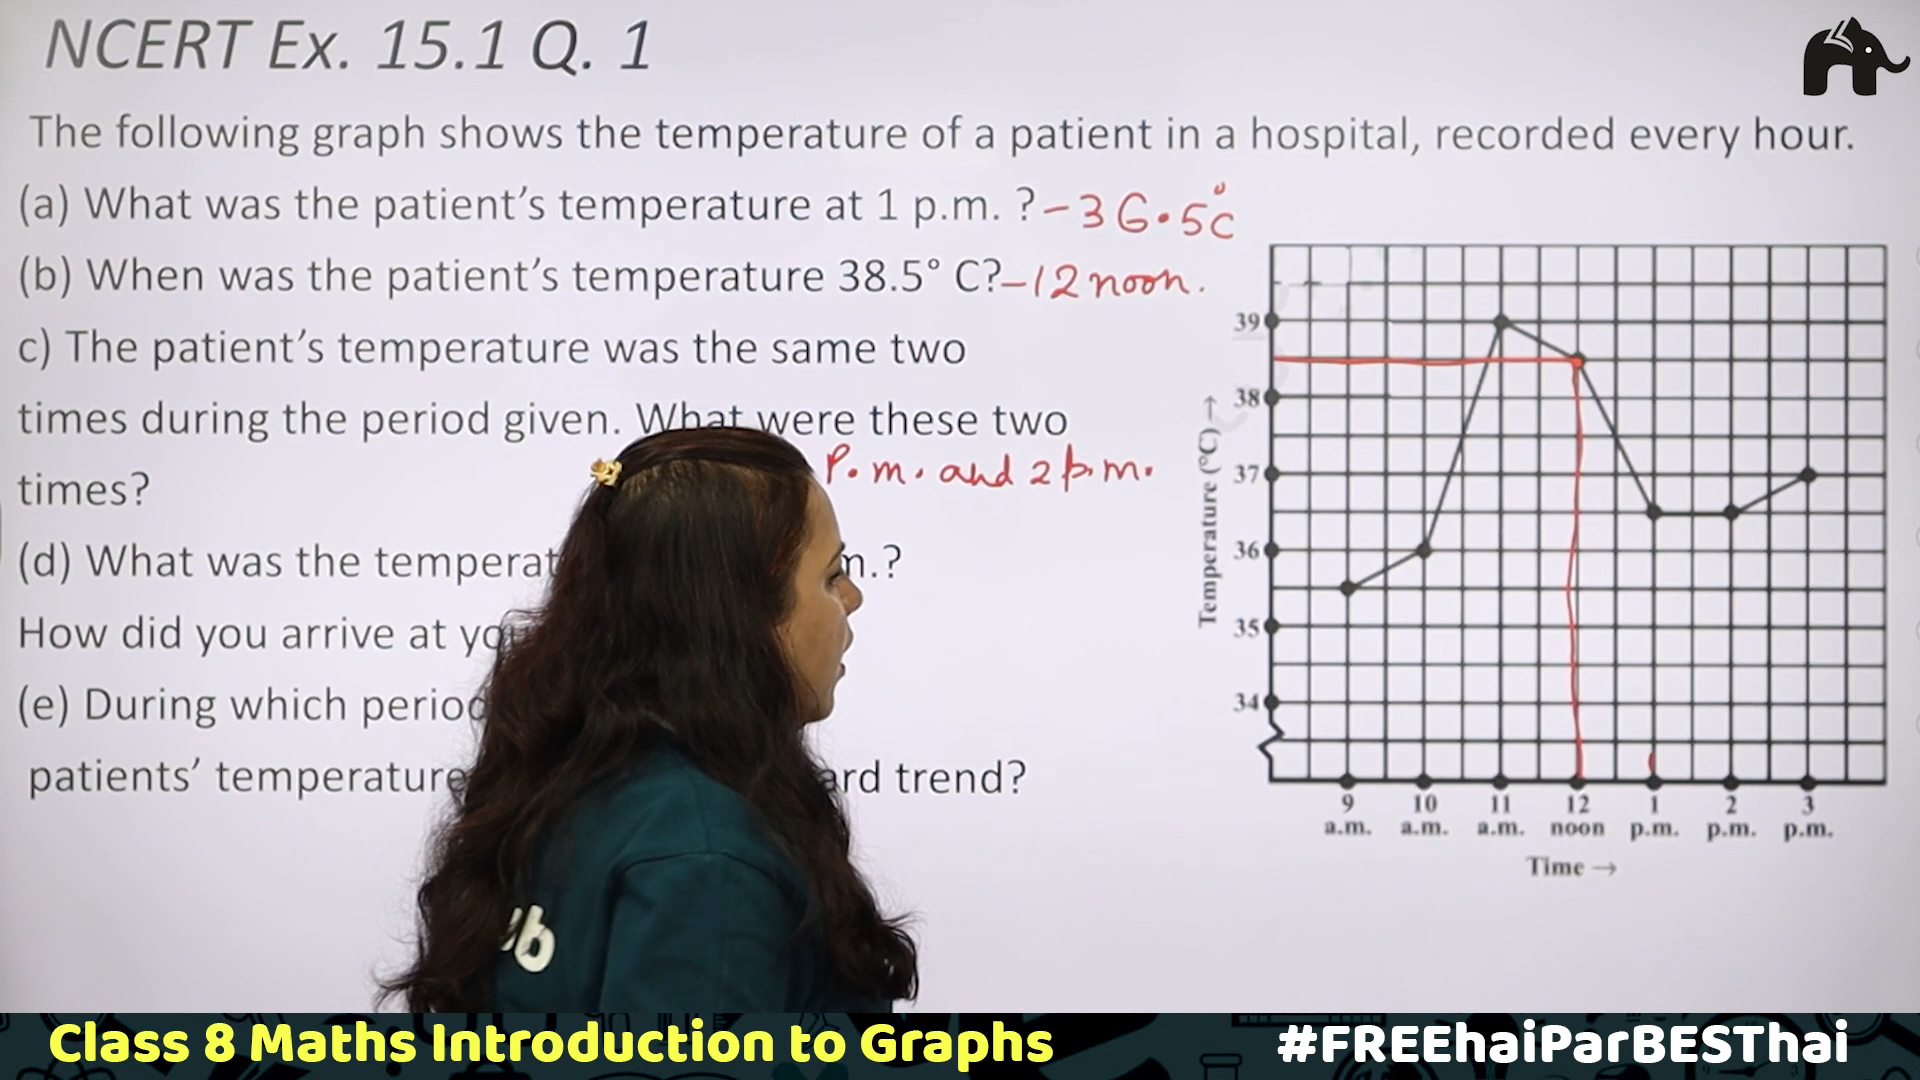 NCERT Ex. 15.1 Q. 1
The following graph shows the temperature of a patient in a hospital, recorded every hour.
(a) What was the patient's temperature at 1 p.m. ? - 36.5°C
(b) When was the patient's temperature 38.5° C? - 12 noon.
c) The patient's temperature was the same two
times during the period given. What were these two
P.m. and 2 p.m.
times?
(d) What was the m.?
How did you arrive at
(e) During which
patients' temperature trend?
39
38
37
36
35
34
Temperature (°C) →
9 10 11 12 1 2 3
a.m. a.m. a.m. noon p.m. p.m. p.m.
Time →
Class 8 Maths Introduction to Graphs
#FREEhaiParBESThai